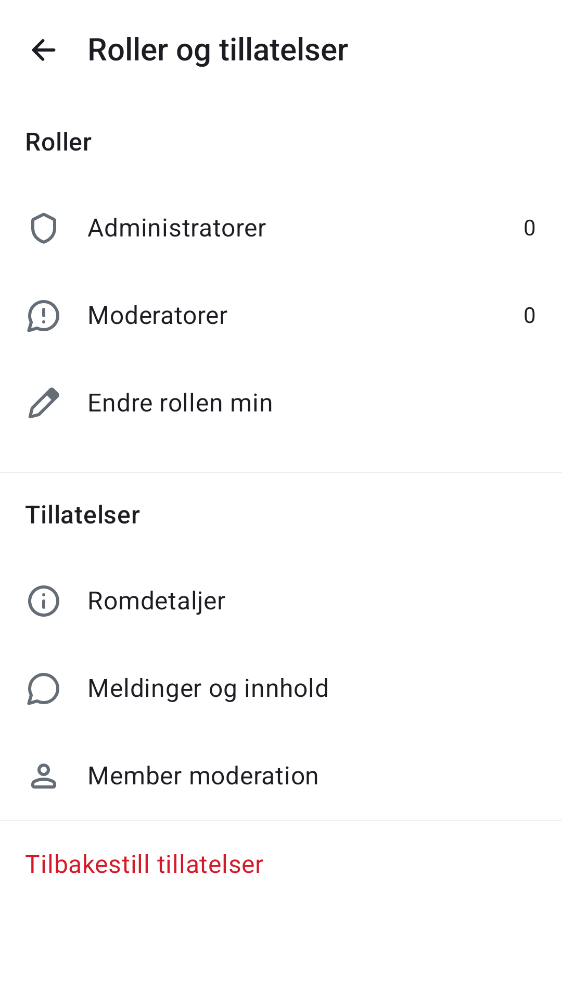 Roller og tillatelser
Roller
Administratorer 0
Moderatorer 0
Endre rollen min
Tillatelser
Romdetaljer
Meldinger og innhold
Member moderation
Tilbakestill tillatelser